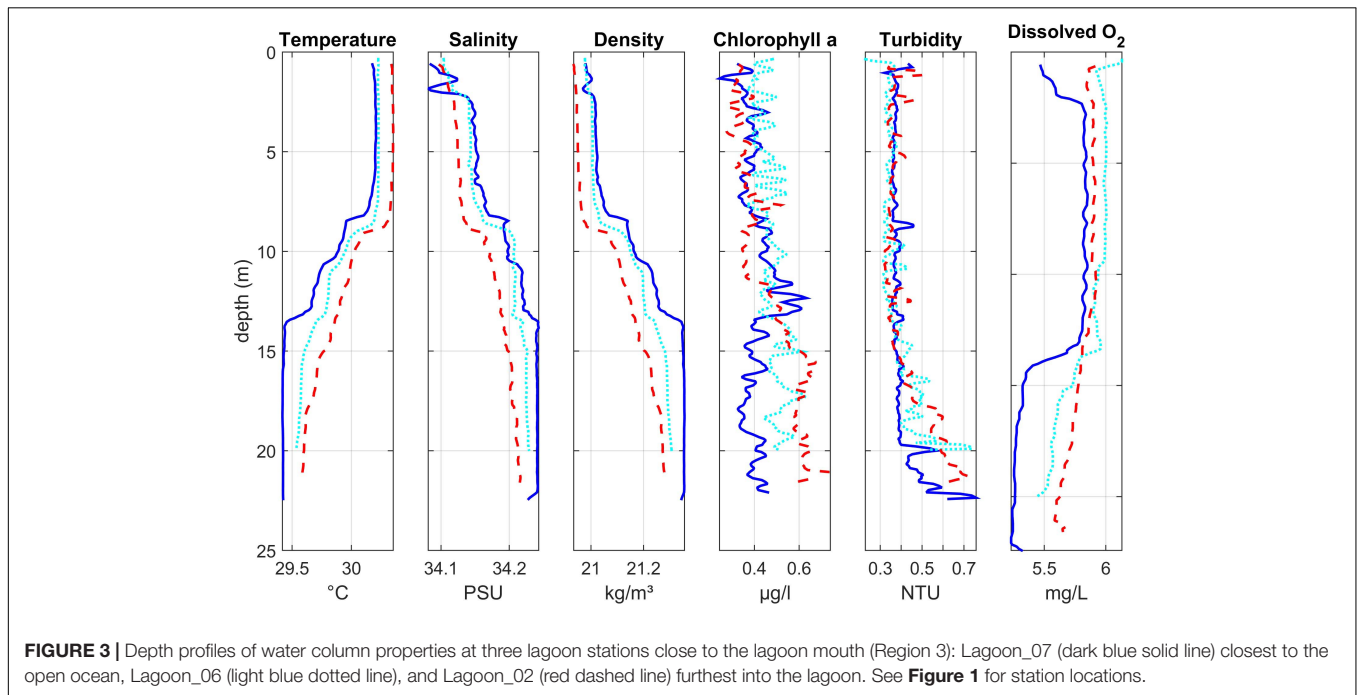 Temperature Salinity Density Chlorophyll a Turbidity Dissolved O₂
0
5
10
15
20
25
depth (m)
29.5 30 34.1 34.2 21 21.2 0.4 0.6 0.3 0.5 0.7 5.5 6
°C PSU kg/m³ µg/l NTU mg/L
FIGURE 3 | Depth profiles of water column properties at three lagoon stations close to the lagoon mouth (Region 3): Lagoon_07 (dark blue solid line) closest to the
open ocean, Lagoon_06 (light blue dotted line), and Lagoon_02 (red dashed line) furthest into the lagoon. See Figure 1 for station locations.